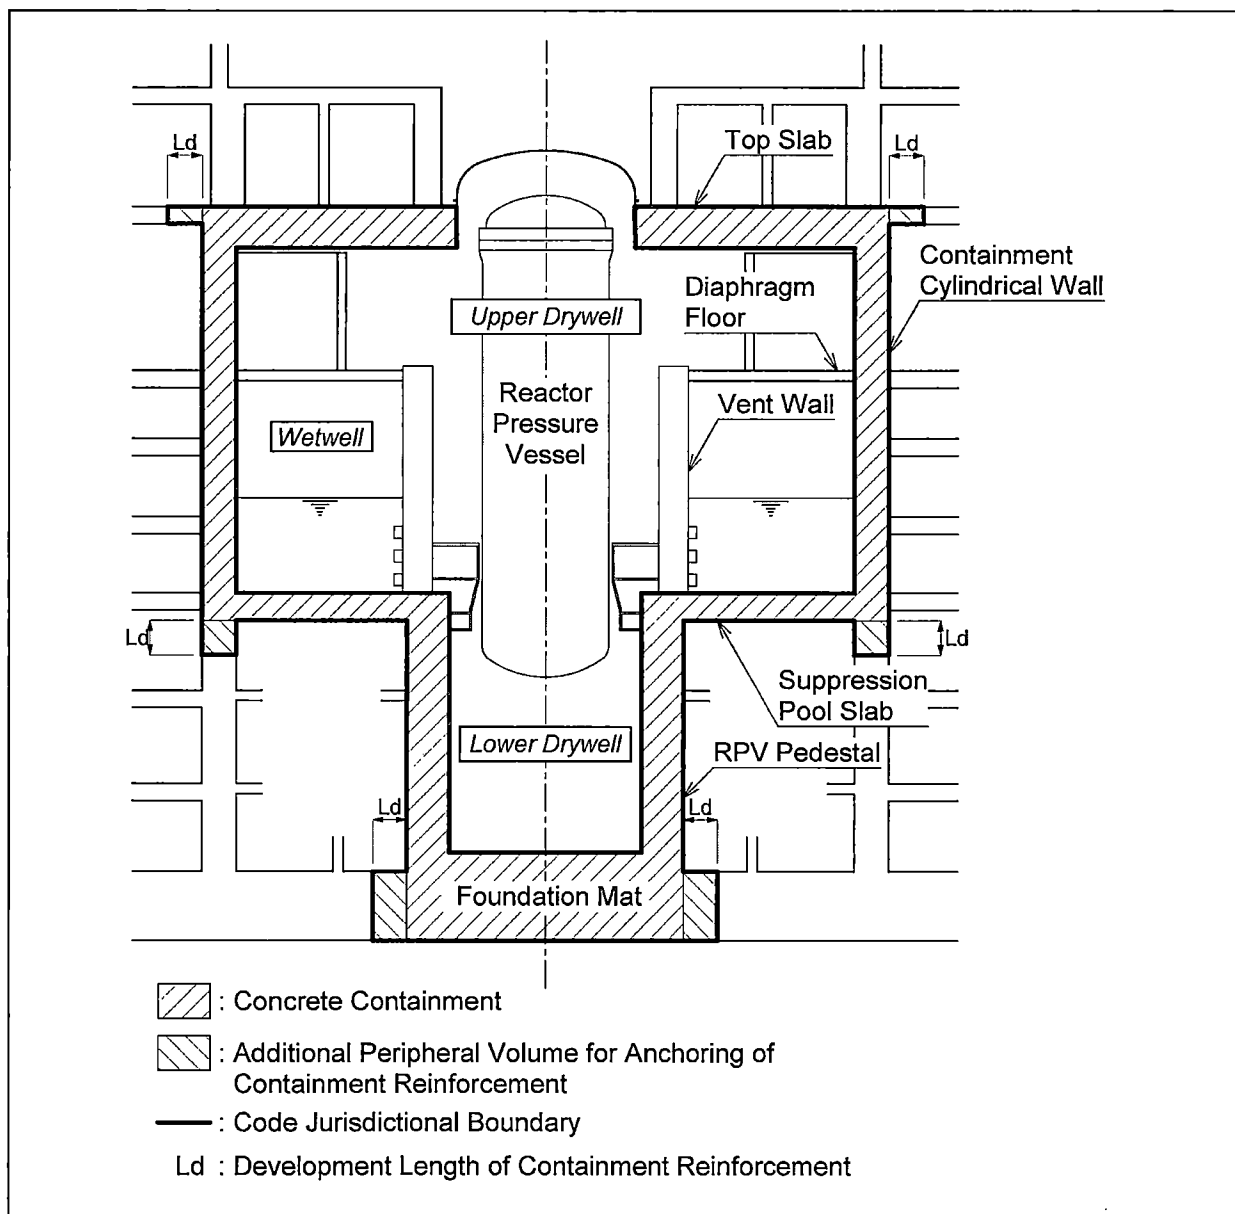 Ld
Top Slab
Ld
Containment
Cylindrical Wall
Diaphragm
Floor
Upper Drywell
Reactor
Pressure
Vessel
Vent Wall
Wetwell
Ld
Ld
Suppression
Pool Slab
Lower Drywell
RPV Pedestal
Ld
Ld
Foundation Mat
: Concrete Containment
: Additional Peripheral Volume for Anchoring of
Containment Reinforcement
: Code Jurisdictional Boundary
Ld : Development Length of Containment Reinforcement